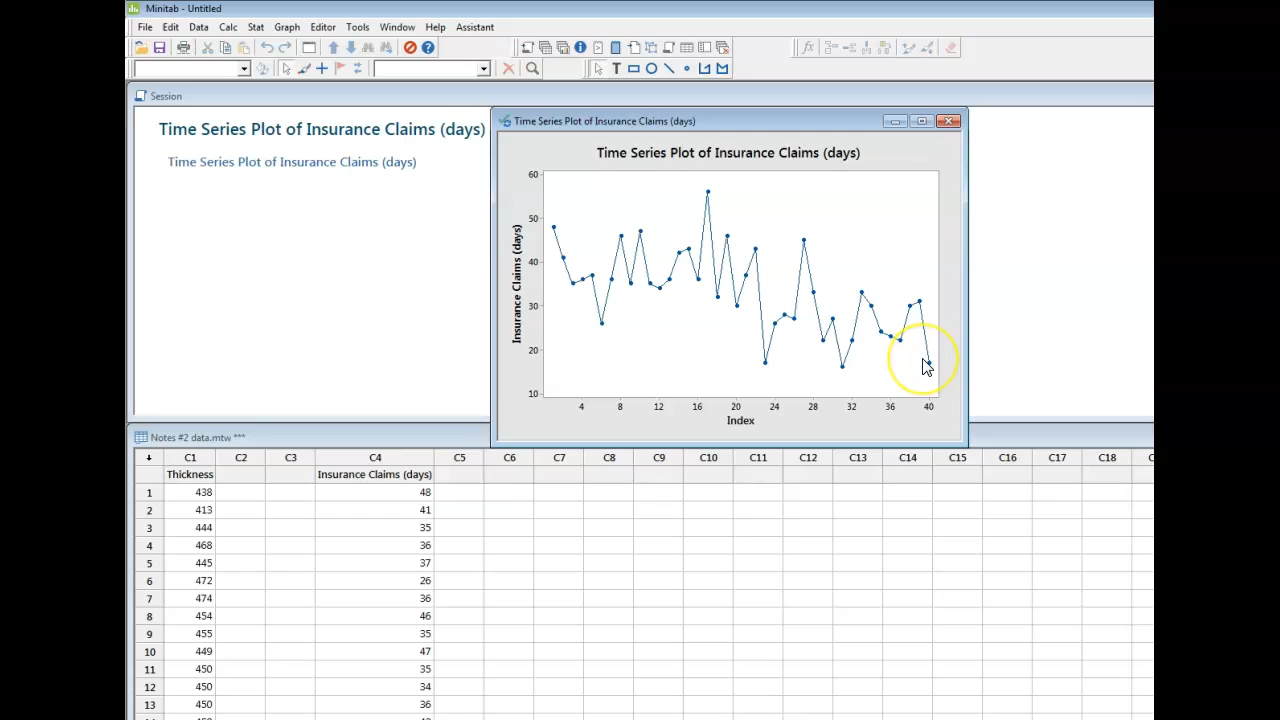 Minitab - Untitled
File Edit Data Calc Stat Graph Editor Tools Window Help Assistant
Session
Time Series Plot of Insurance Claims (days)
Time Series Plot of Insurance Claims (days)
Time Series Plot of Insurance Claims (days)
Time Series Plot of Insurance Claims (days)
60
50
40
30
20
10
Insurance Claims (days)
4 8 12 16 20 24 28 32 36 40
Index
Notes #2 data.mtw ***
C1 C2 C3 C4 C5 C6 C7 C8 C9 C10 C11 C12 C13 C14 C15 C16 C17 C18
Thickness Insurance Claims (days)
1 438 48
2 413 41
3 444 35
4 468 36
5 445 37
6 472 26
7 474 36
8 454 46
9 455 35
10 449 47
11 450 35
12 450 34
13 450 36